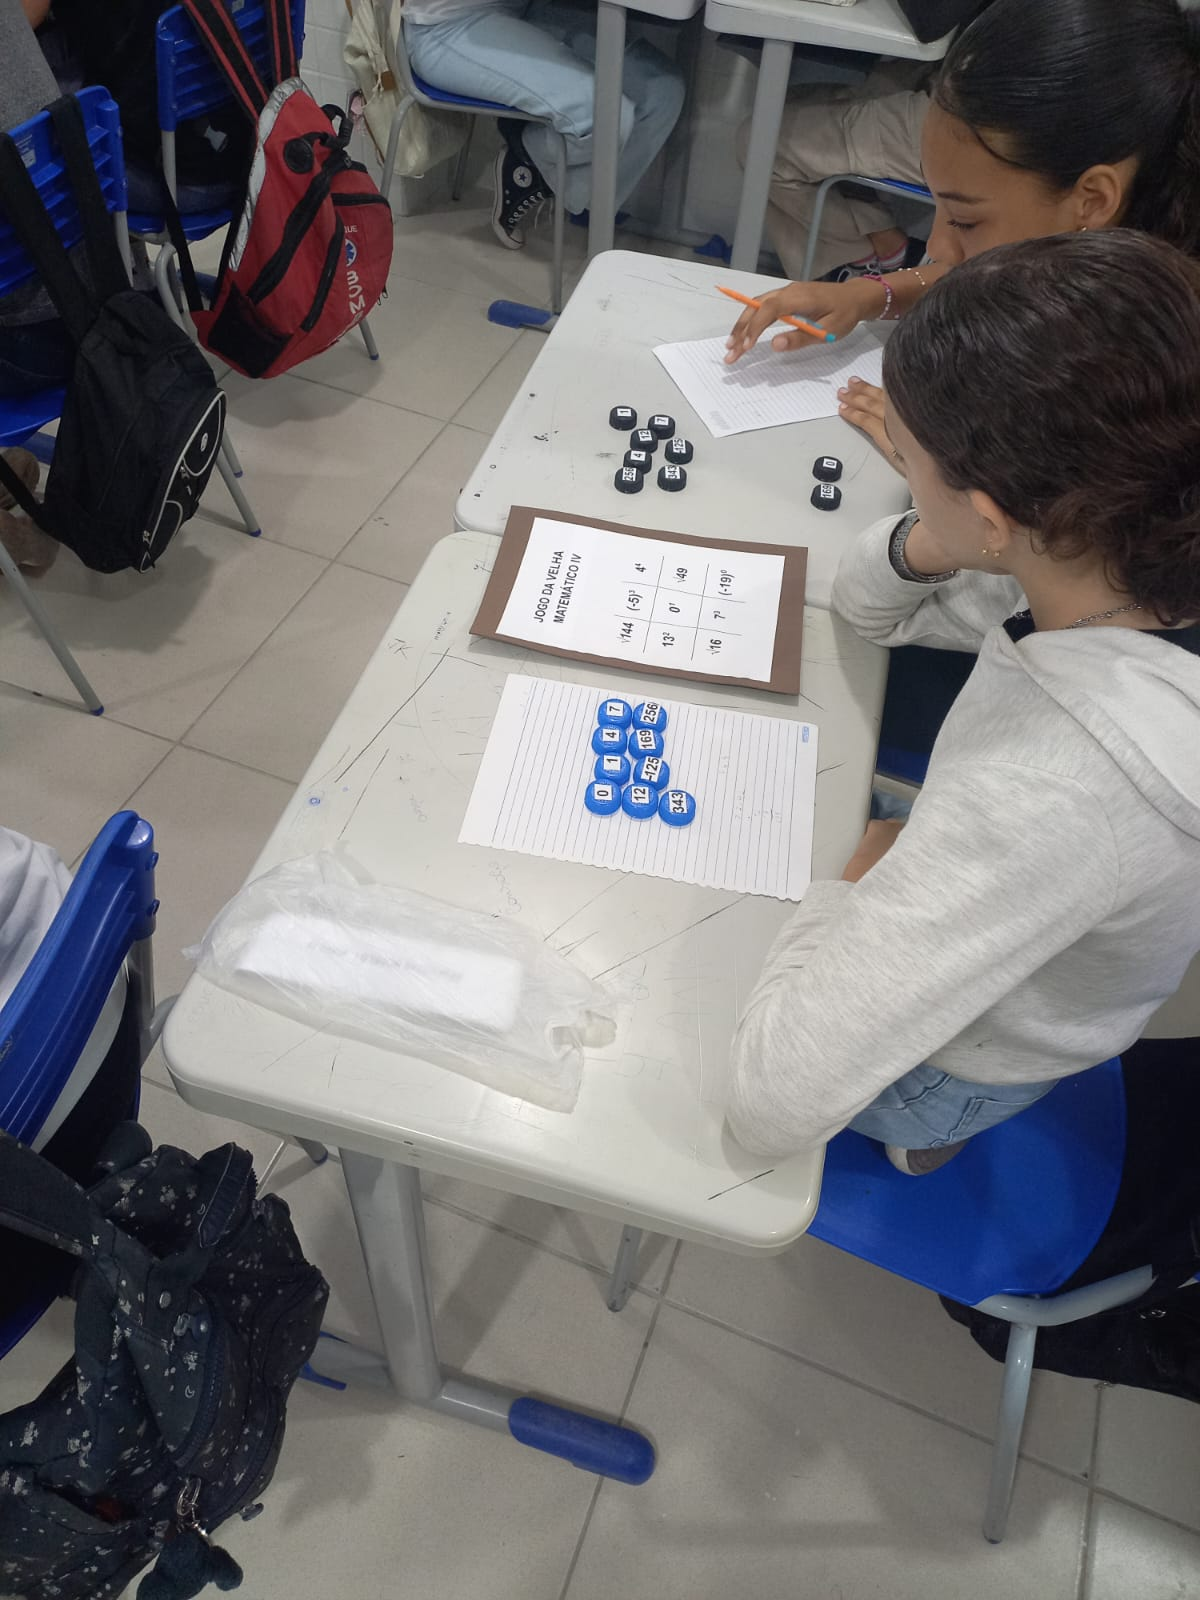 JOGO DA VELHA
MATEMÁTICO IV
√144 (-5)³ 4⁴
13² 0¹ √49
√16 7³ (-19)⁰
0 1 4 7
12 -125 169 256
343
1
12 7
4 -125
256 343
0
169